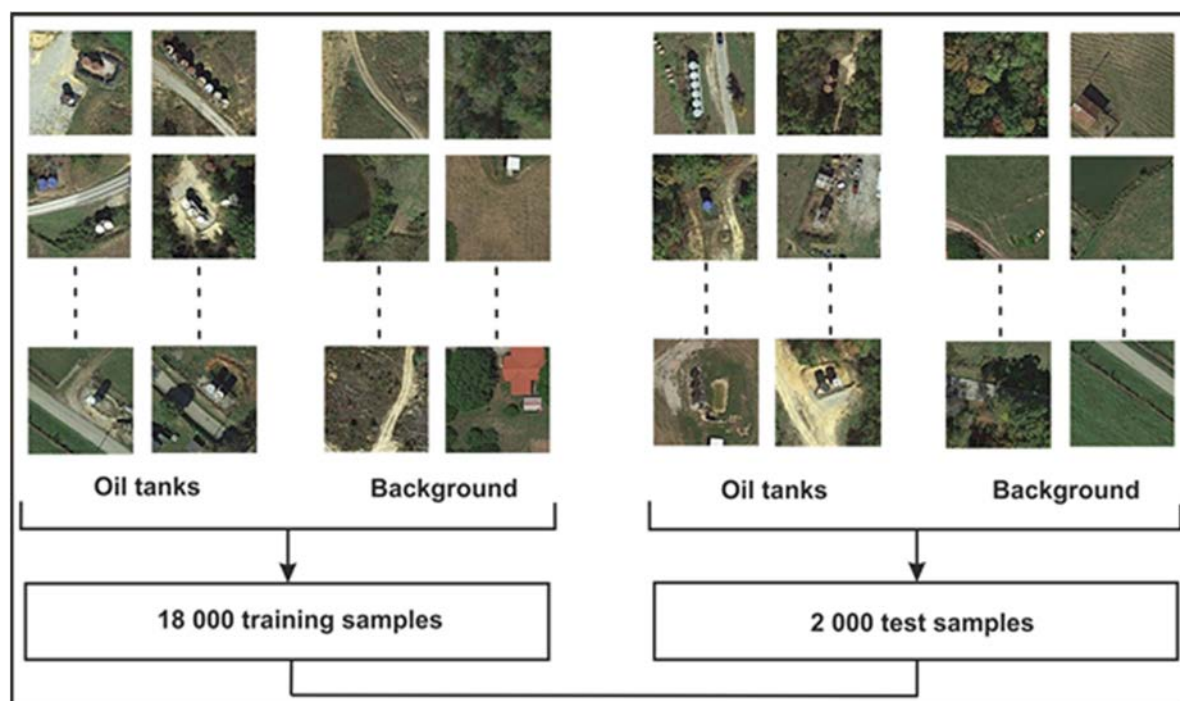 Oil tanks
Background
Oil tanks
Background
18 000 training samples
2 000 test samples